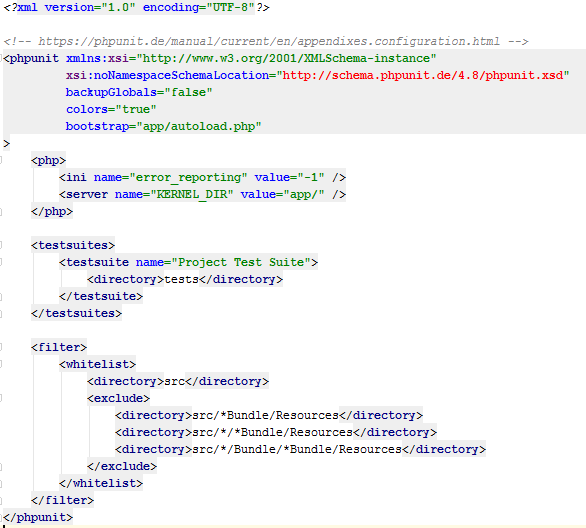 <?xml version="1.0" encoding="UTF-8"?>

<!-- https://phpunit.de/manual/current/en/appendixes.configuration.html -->
<phpunit xmlns:xsi="http://www.w3.org/2001/XMLSchema-instance"
         xsi:noNamespaceSchemaLocation="http://schema.phpunit.de/4.8/phpunit.xsd"
         backupGlobals="false"
         colors="true"
         bootstrap="app/autoload.php"
>
    <php>
        <ini name="error_reporting" value="-1" />
        <server name="KERNEL_DIR" value="app/" />
    </php>

    <testsuites>
        <testsuite name="Project Test Suite">
            <directory>tests</directory>
        </testsuite>
    </testsuites>

    <filter>
        <whitelist>
            <directory>src</directory>
            <exclude>
                <directory>src/*Bundle/Resources</directory>
                <directory>src/*/*Bundle/Resources</directory>
                <directory>src/*/Bundle/*Bundle/Resources</directory>
            </exclude>
        </whitelist>
    </filter>
</phpunit>